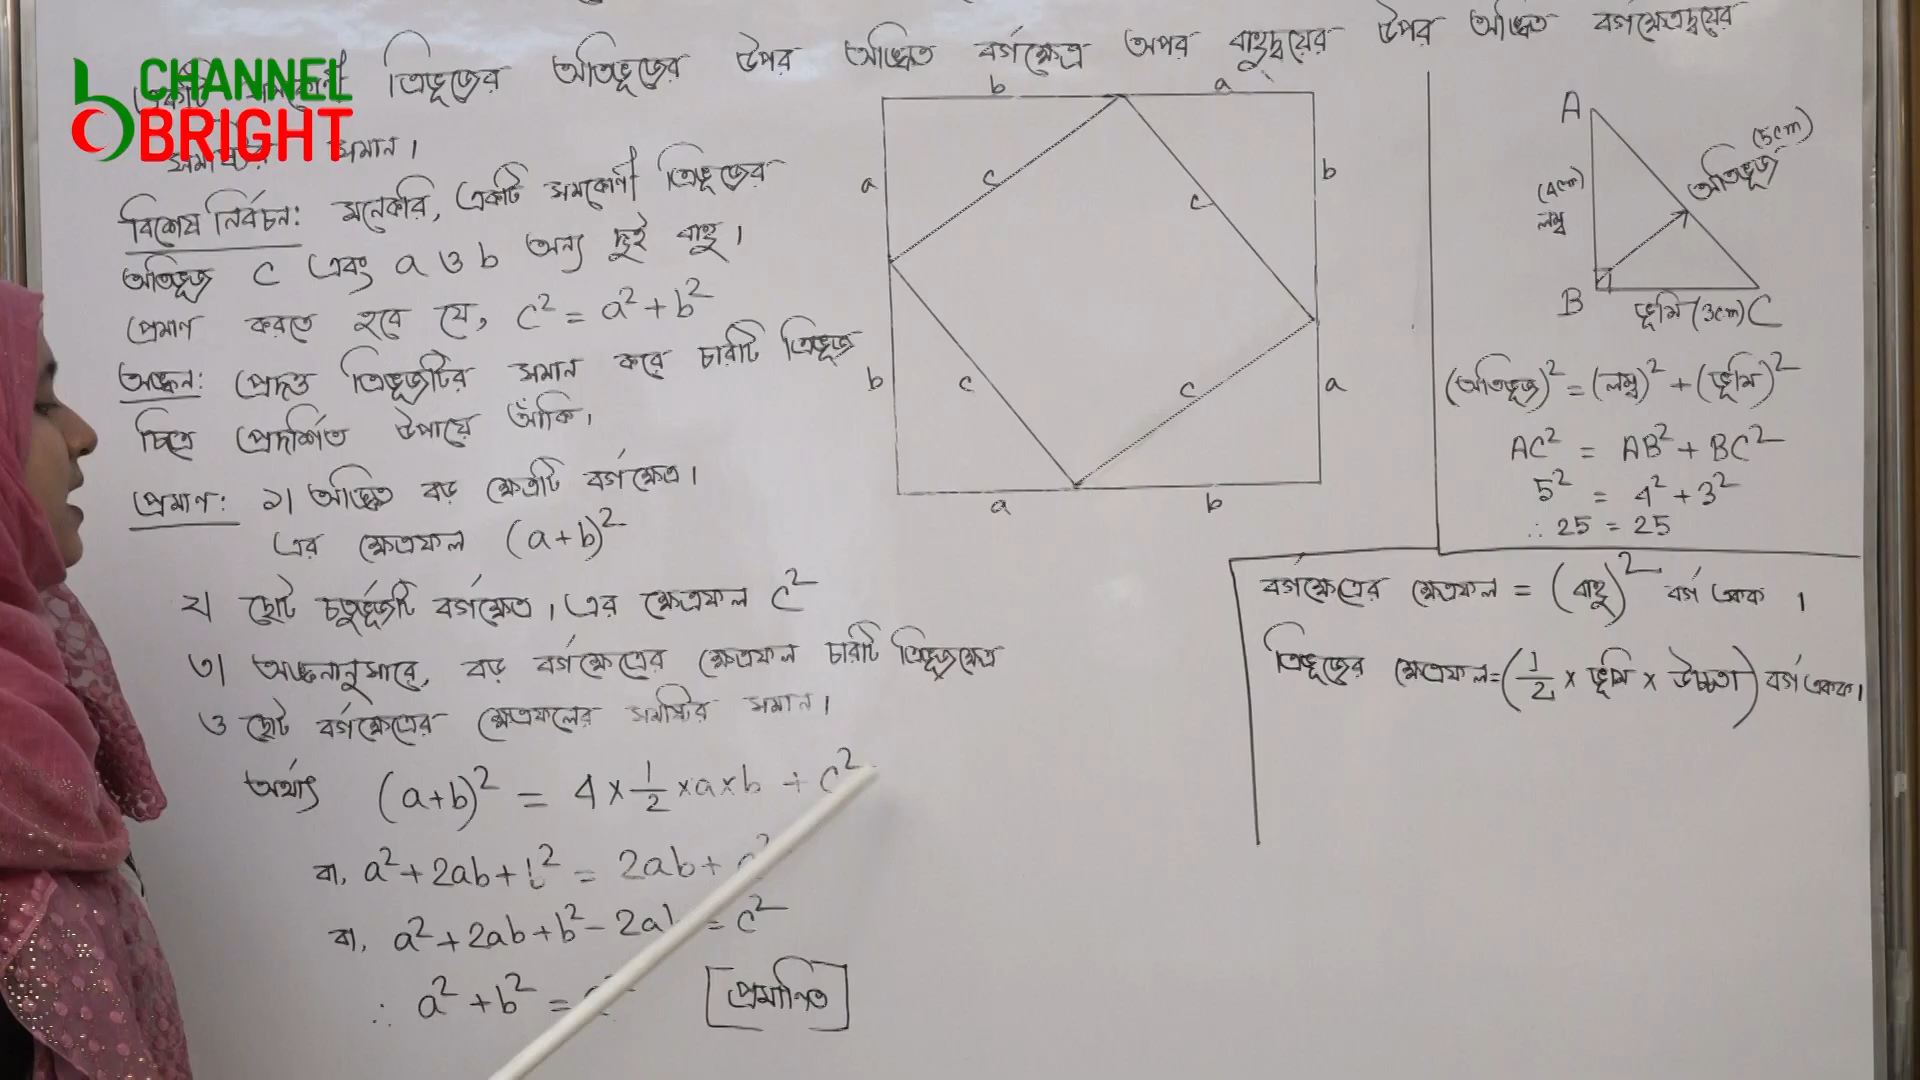 CHANNEL
BRIGHT
ত্রিভূজের অতিভূজের উপর অঙ্কিত বর্গক্ষেত্র অপর বাহুদ্বয়ের উপর অঙ্কিত বর্গক্ষেত্রদ্বয়ের
সমান।
বিশেষ নির্বচন: মনেকরি, একটি সমকোণী ত্রিভূজের
অতিভূজ c এবং a ও b অন্য দুই বাহু।
প্রমাণ করতে হবে যে, c² = a² + b²
অঙ্কন: প্রদত্ত ত্রিভূজটির সমান করে চারটি ত্রিভূজ
চিত্রে প্রদর্শিত উপায়ে আঁকি।
প্রমাণ: ১। অঙ্কিত বড় ক্ষেত্রটি বর্গক্ষেত্র।
এর ক্ষেত্রফল (a+b)²
২। ছোট চতুর্ভূজটি বর্গক্ষেত্র। এর ক্ষেত্রফল c²
৩। অঙ্কনানুসারে, বড় বর্গক্ষেত্রের ক্ষেত্রফল চারটি ত্রিভূজক্ষেত্র
ও ছোট বর্গক্ষেত্রের ক্ষেত্রফলের সমষ্টির সমান।
অর্থাৎ (a+b)² = 4 × 1/2 × a × b + c²
বা, a² + 2ab + b² = 2ab + c²
বা, a² + 2ab + b² - 2ab = c²
∴ a² + b² =
[প্রমাণিত]
b a
a c c b
b c c a
a b
A
(4cm) লম্ব
অতিভূজ (5cm)
B ভূমি (3cm) C
(অতিভূজ)² = (লম্ব)² + (ভূমি)²
AC² = AB² + BC²
5² = 4² + 3²
∴ 25 = 25
বর্গক্ষেত্রের ক্ষেত্রফল = (বাহু)² বর্গ একক।
ত্রিভূজের ক্ষেত্রফল = (1/2 × ভূমি × উচ্চতা) বর্গ একক।